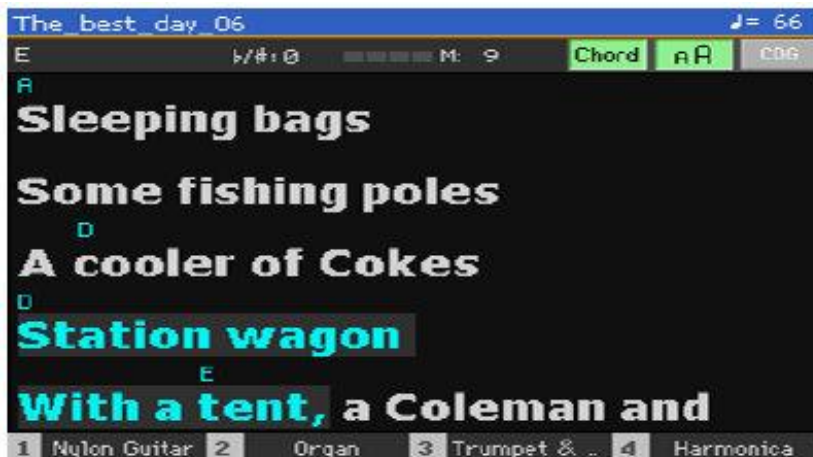 The_best_day_06 ♩= 66
E ♭/#:0 M: 9 Chord aA CDG
A
Sleeping bags
Some fishing poles
D
A cooler of Cokes
D
Station wagon
E
With a tent, a Coleman and
1 Nylon Guitar 2 Organ 3 Trumpet & .. 4 Harmonica